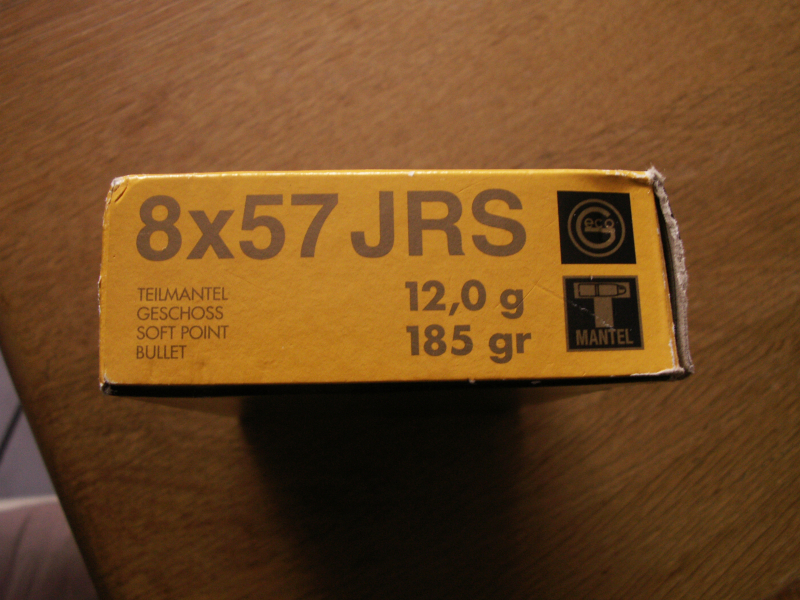 8x57 JRS
TEILMANTEL
GESCHOSS
SOFT POINT
BULLET
12,0 g
185 gr
Geco
T
MANTEL